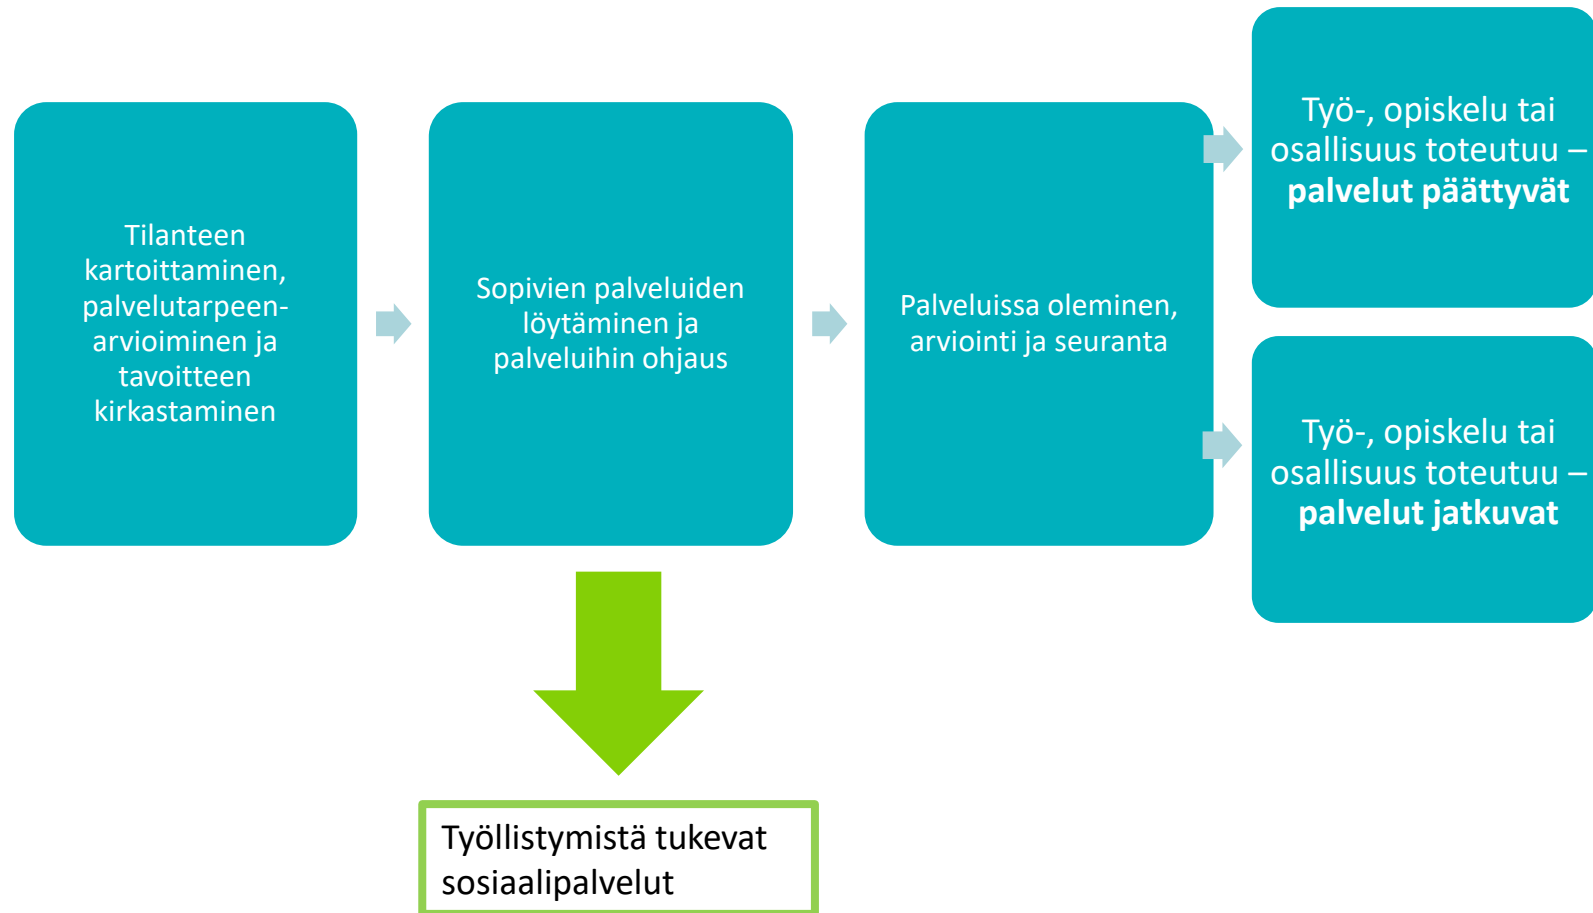 Tilanteen
kartoittaminen,
palvelutarpeen-
arvioiminen ja
tavoitteen
kirkastaminen
Sopivien palveluiden
löytäminen ja
palveluihin ohjaus
Palveluissa oleminen,
arviointi ja seuranta
Työ-, opiskelu tai
osallisuus toteutuu –
palvelut päättyvät
Työ-, opiskelu tai
osallisuus toteutuu –
palvelut jatkuvat
Työllistymistä tukevat
sosiaalipalvelut